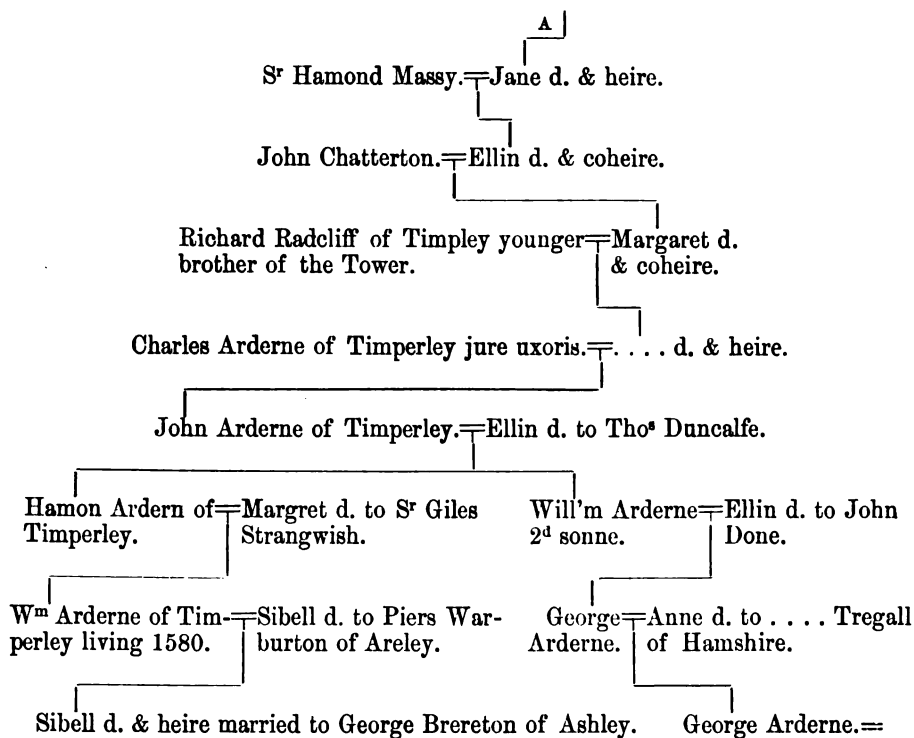 A
Sr Hamond Massy.=Jane d. & heire.
John Chatterton.=Ellin d. & coheire.
Richard Radcliff of Timpley younger=Margaret d.
brother of the Tower. & coheire.
Charles Arderne of Timperley jure uxoris.=. . . . d. & heire.
John Arderne of Timperley.=Ellin d. to Thos Duncalfe.
Hamon Ardern of=Margret d. to Sr Giles Will'm Arderne=Ellin d. to John
Timperley. Strangwish. 2d sonne. Done.
Wm Arderne of Tim-=Sibell d. to Piers War- George=Anne d. to . . . . Tregall
perley living 1580. burton of Areley. Arderne. of Hamshire.
Sibell d. & heire married to George Brereton of Ashley. George Arderne.=